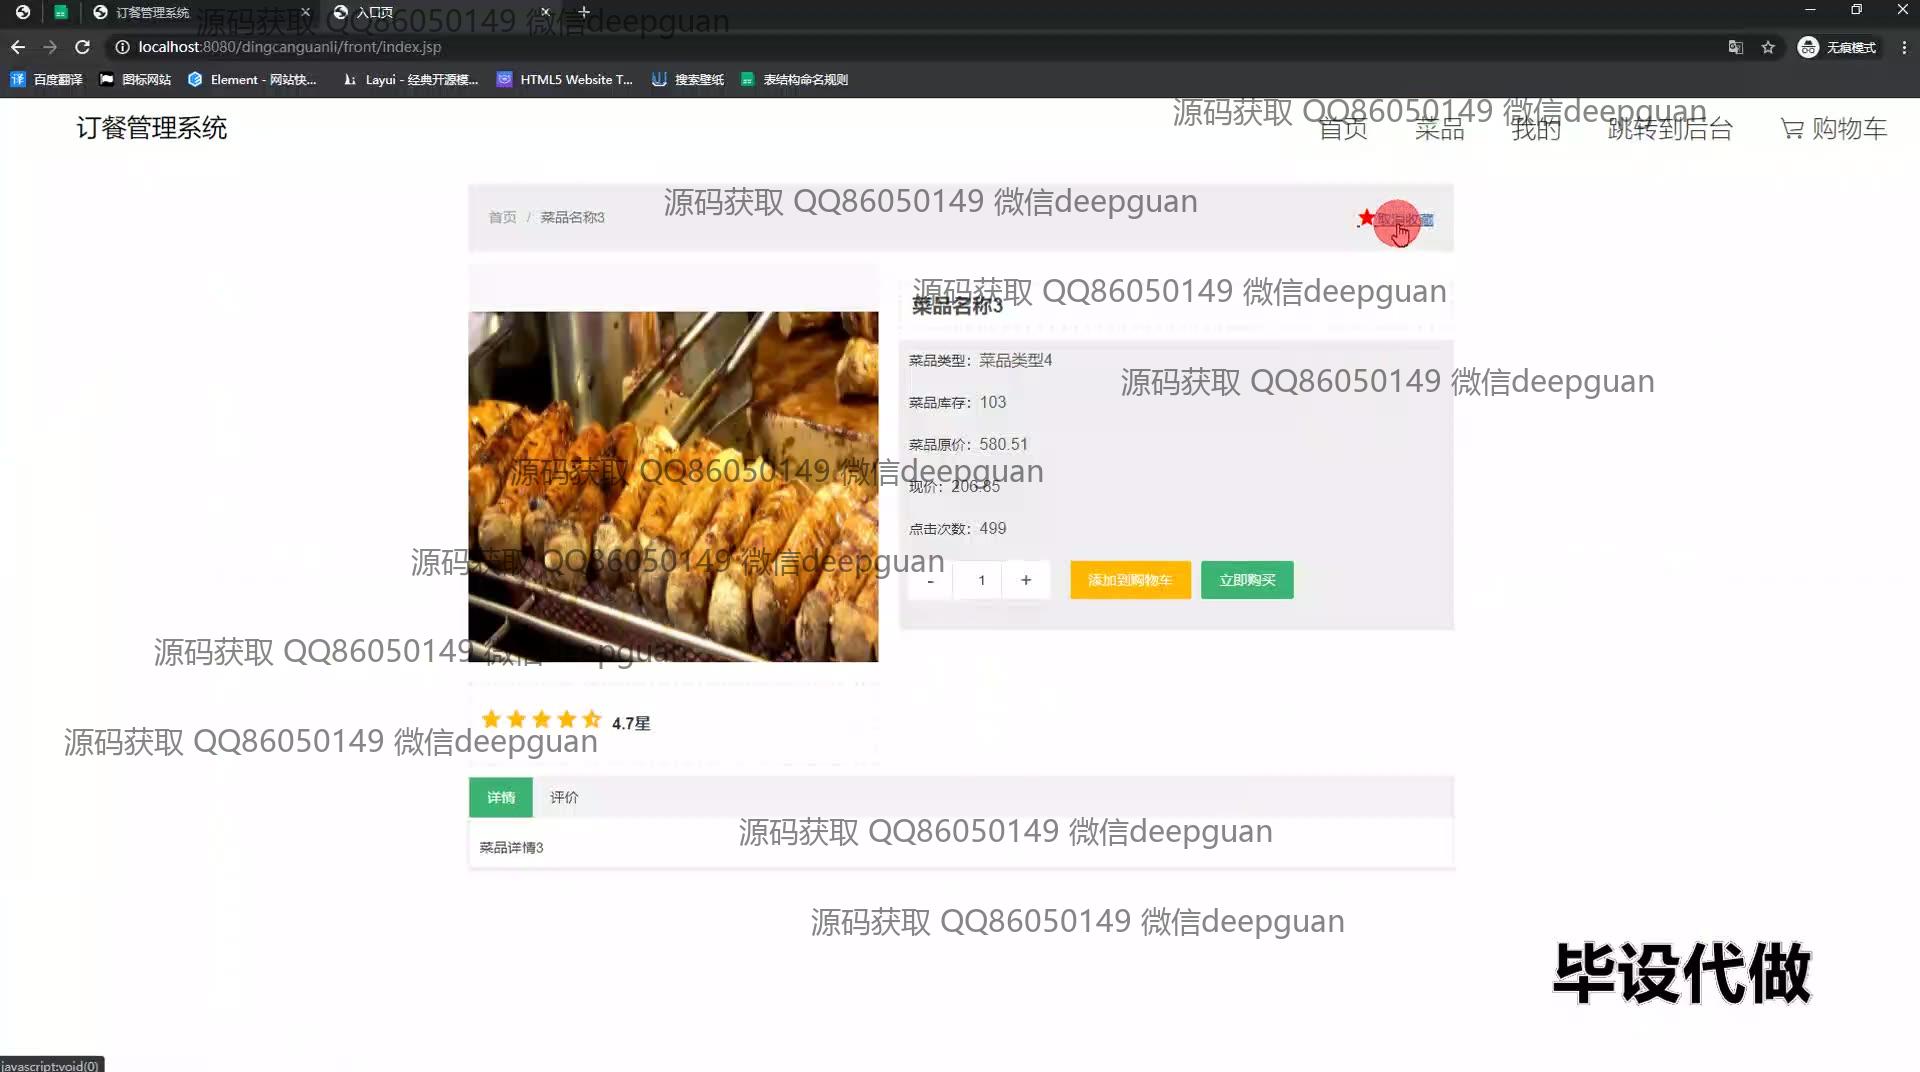 订餐管理系统
入口页
源码获取 QQ86050149 微信deepguan
localhost:8080/dingcanguanli/front/index.jsp
无痕模式
百度翻译
图标网站
Element - 网站快...
Layui - 经典开源模...
HTML5 Website T...
搜索壁纸
表结构命名规则
源码获取 QQ86050149 微信deepguan
订餐管理系统
首页
菜品
我的
跳转到后台
购物车
源码获取 QQ86050149 微信deepguan
首页 / 菜品名称3
取消收藏
源码获取 QQ86050149 微信deepguan
菜品名称3
菜品类型：菜品类型4
源码获取 QQ86050149 微信deepguan
菜品库存：103
菜品原价：580.51
源码获取 QQ86050149 微信deepguan
现价：206.85
点击次数：499
源码获取 QQ86050149 微信deepguan
- 1 +
添加到购物车
立即购买
源码获取 QQ86050149 微信deepguan
4.7星
源码获取 QQ86050149 微信deepguan
详情
评价
源码获取 QQ86050149 微信deepguan
菜品详情3
源码获取 QQ86050149 微信deepguan
毕设代做
javascript:void(0)